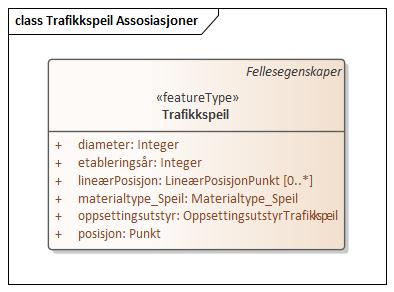 class Trafikkspeil Assosiasjoner
Fellesegenskaper
«featureType»
Trafikkspeil
+ diameter: Integer
+ etableringsår: Integer
+ lineærPosisjon: LineærPosisjonPunkt [0..*]
+ materialtype_Speil: Materialtype_Speil
+ oppsettingsutstyr: OppsettingsutstyrTrafikkspeil
+ posisjon: Punkt